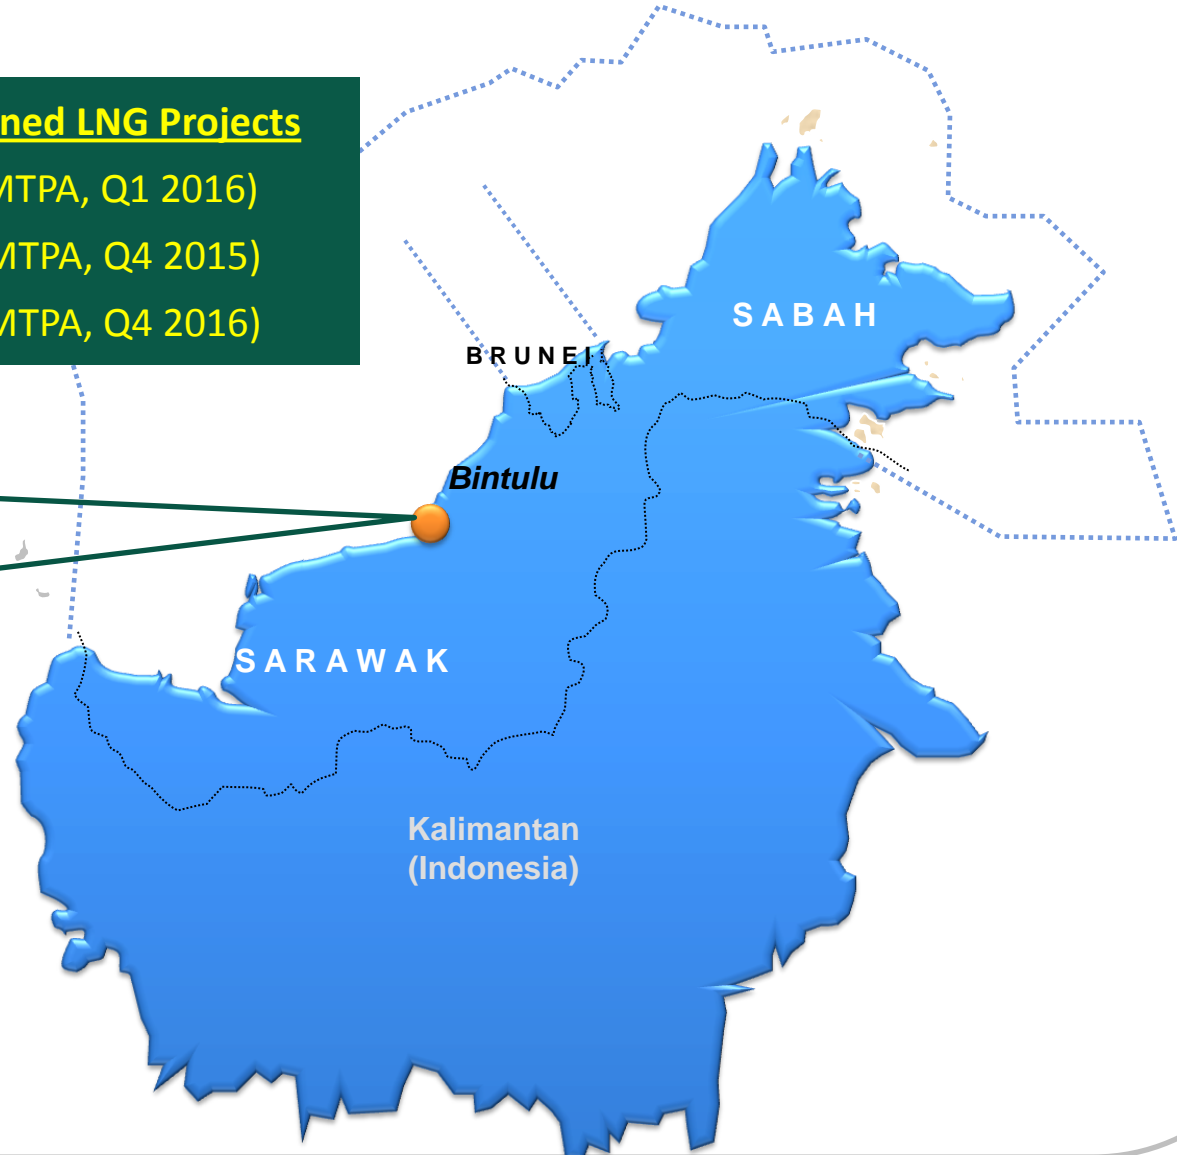 ned LNG Projects
MTPA, Q1 2016)
MTPA, Q4 2015)
MTPA, Q4 2016)
SABAH
BRUNEI
Bintulu
SARAWAK
Kalimantan
(Indonesia)